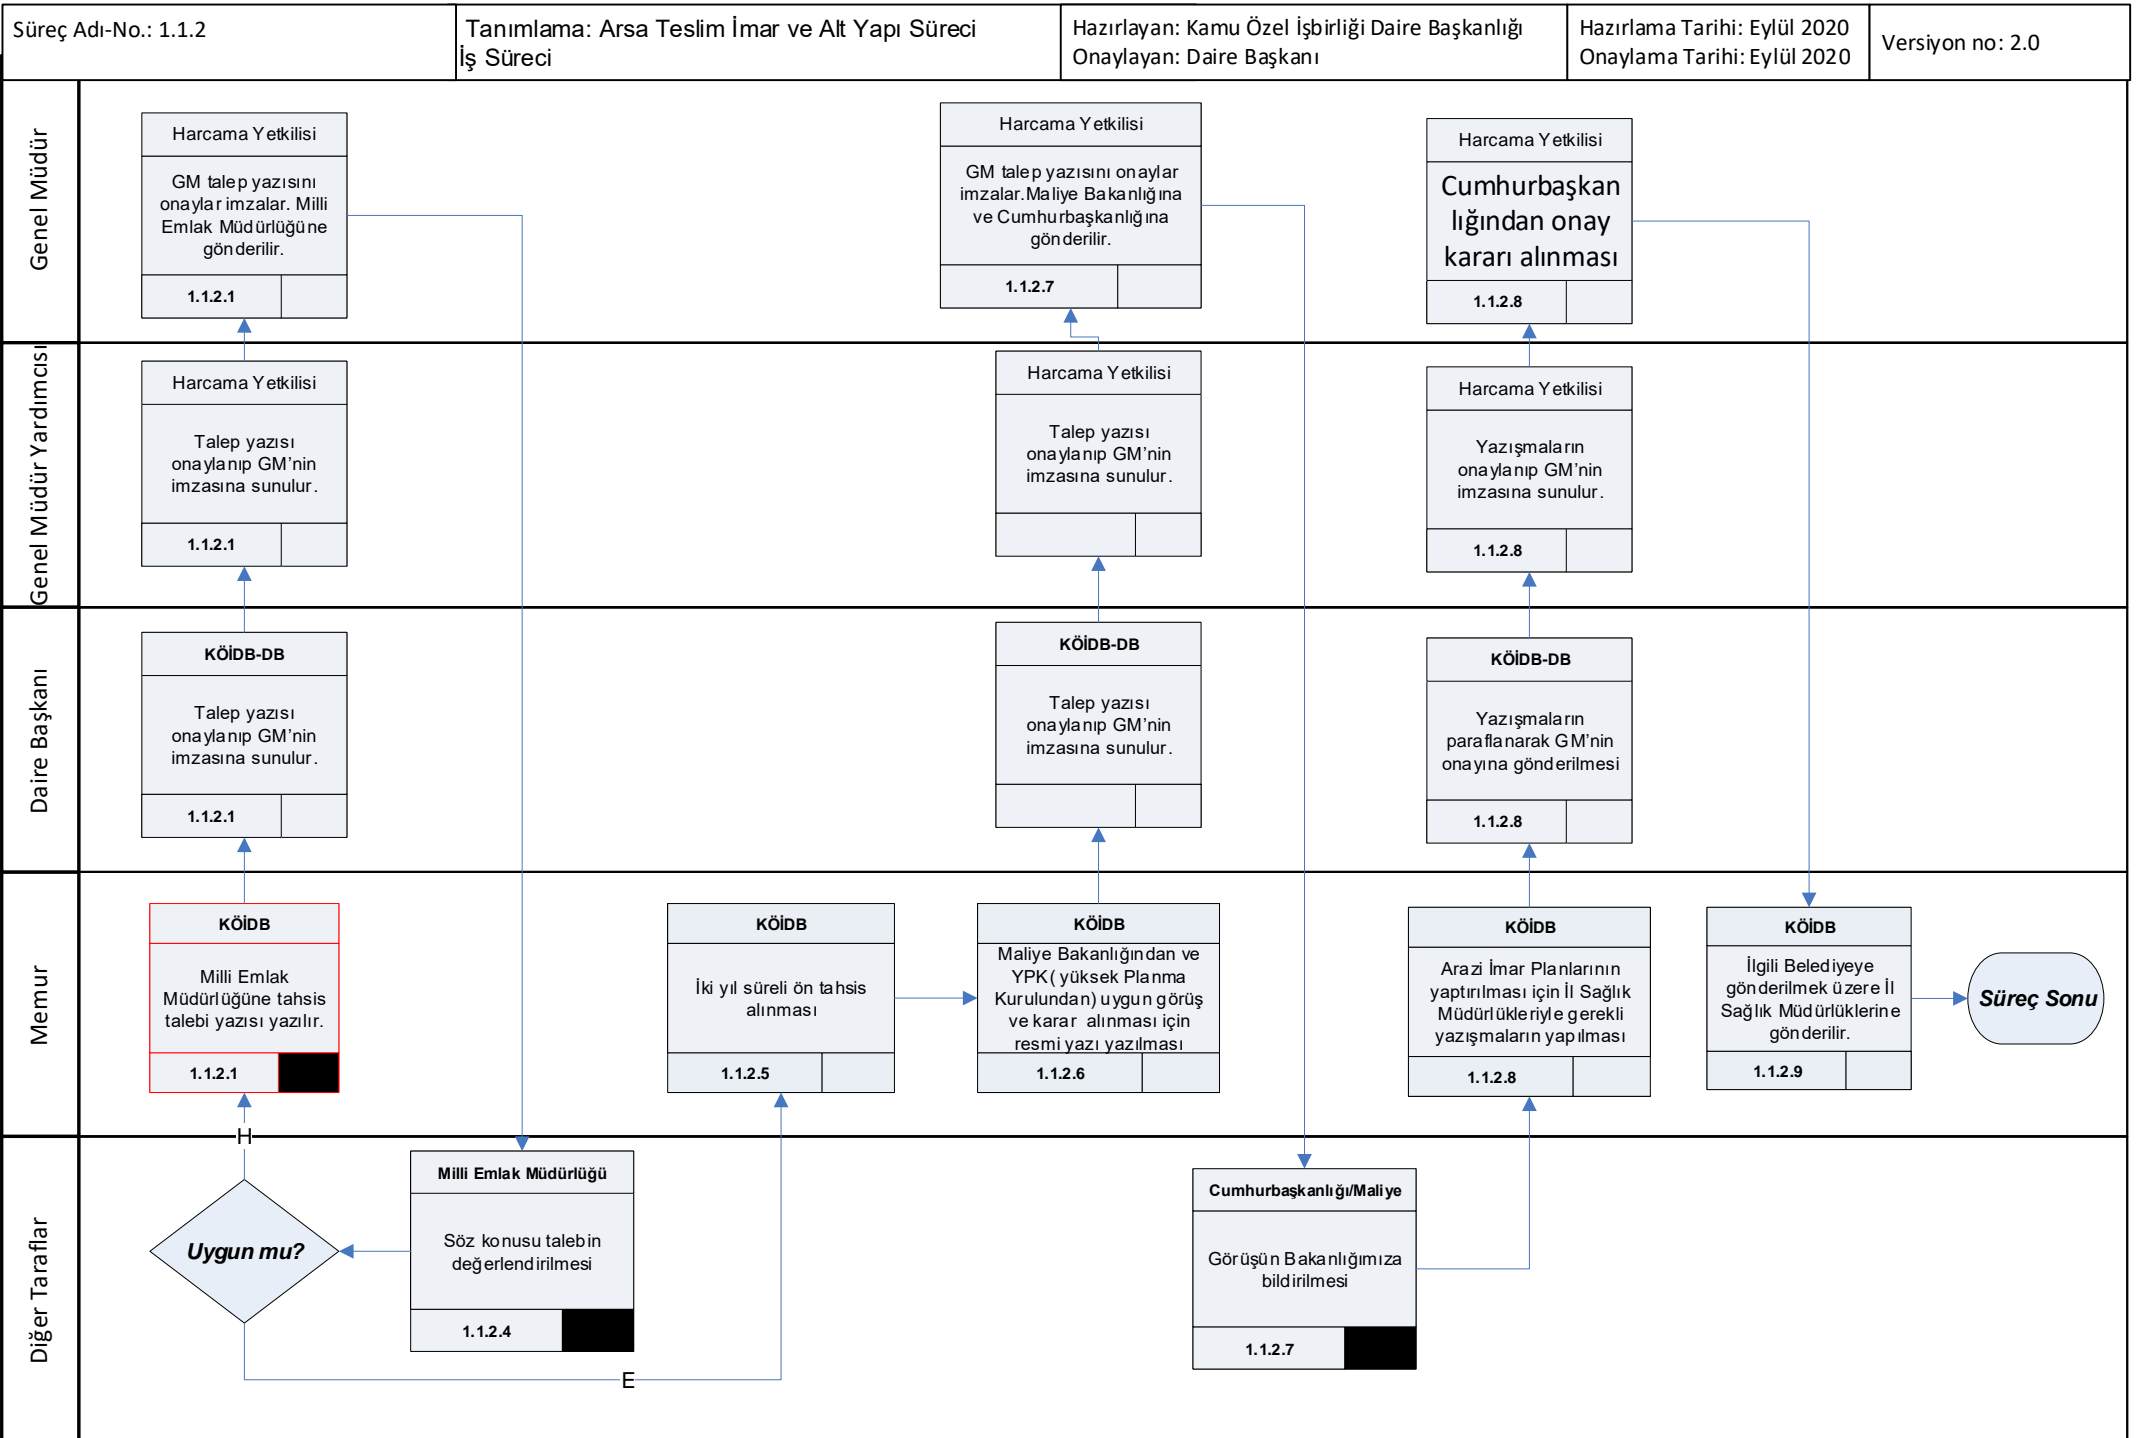 Süreç Adı-No.: 1.1.2
Tanımlama: Arsa Teslim İmar ve Alt Yapı Süreci
İş Süreci
Hazırlayan: Kamu Özel İşbirliği Daire Başkanlığı
Onaylayan: Daire Başkanı
Hazırlama Tarihi: Eylül 2020
Onaylama Tarihi: Eylül 2020
Versiyon no: 2.0
Genel Müdür
Harcama Yetkilisi
GM talep yazısını
onaylar imzalar. Milli
Emlak Müdürlüğüne
gönderilir.
1.1.2.1
Harcama Yetkilisi
GM talep yazısını onaylar
imzalar.Maliye Bakanlığına
ve Cumhurbaşkanlığına
gönderilir.
1.1.2.7
Harcama Yetkilisi
Cumhurbaşkan
lığından onay
kararı alınması
1.1.2.8
Genel Müdür Yardımcısı
Harcama Yetkilisi
Talep yazısı
onaylanıp GM’nin
imzasına sunulur.
1.1.2.1
Harcama Yetkilisi
Talep yazısı
onaylanıp GM’nin
imzasına sunulur.
Harcama Yetkilisi
Yazışmaların
onaylanıp GM’nin
imzasına sunulur.
1.1.2.8
Daire Başkanı
KÖİDB-DB
Talep yazısı
onaylanıp GM’nin
imzasına sunulur.
1.1.2.1
KÖİDB-DB
Talep yazısı
onaylanıp GM’nin
imzasına sunulur.
KÖİDB-DB
Yazışmaların
paraflanarak GM’nin
onayına gönderilmesi
1.1.2.8
Memur
KÖİDB
Milli Emlak
Müdürlüğüne tahsis
talebi yazısı yazılır.
1.1.2.1
KÖİDB
İki yıl süreli ön tahsis
alınması
1.1.2.5
KÖİDB
Maliye Bakanlığından ve
YPK( yüksek Planma
Kurulundan) uygun görüş
ve karar alınması için
resmi yazı yazılması
1.1.2.6
KÖİDB
Arazi İmar Planlarının
yaptırılması için İl Sağlık
Müdürlükleriyle gerekli
yazışmaların yapılması
1.1.2.8
KÖİDB
İlgili Belediyeye
gönderilmek üzere İl
Sağlık Müdürlüklerine
gönderilir.
1.1.2.9
Süreç Sonu
Diğer Taraflar
H
Uygun mu?
E
Milli Emlak Müdürlüğü
Söz konusu talebin
değerlendirilmesi
1.1.2.4
Cumhurbaşkanlığı/Maliye
Görüşün Bakanlığımıza
bildirilmesi
1.1.2.7